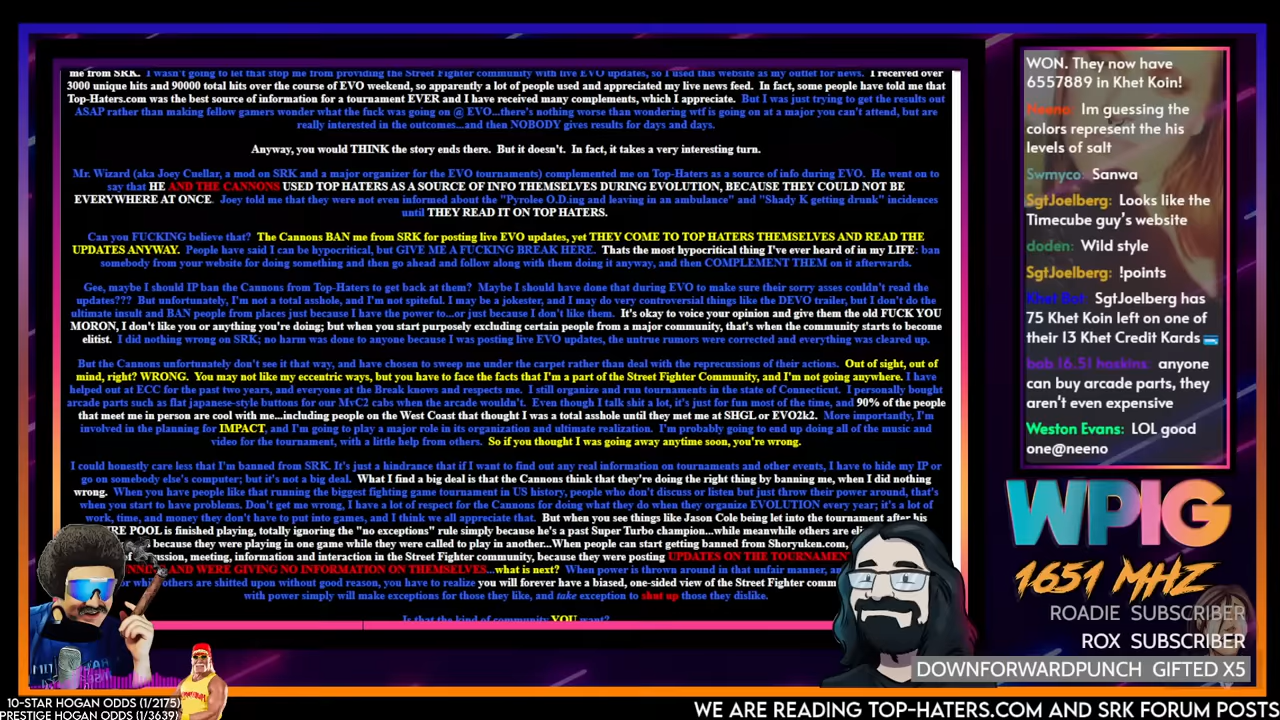 me from SRK. I wasn't going to let that stop me from providing the Street Fighter community with live EVO updates, so I used this website as my outlet for news. I received over
3000 unique hits and 90000 total hits over the course of EVO weekend, so apparently a lot of people used and appreciated my live news feed. In fact, some people have told me that
Top-Haters.com was the best source of information for a tournament EVER and I have received many complements, which I appreciate. But I was just trying to get the results out
ASAP rather than making fellow gamers wonder what the fuck was going on @ EVO...there's nothing worse than wondering wtf is going on at a major you can't attend, but are
really interested in the outcomes...and then NOBODY gives results for days and days.
Anyway, you would THINK the story ends there. But it doesn't. In fact, it takes a very interesting turn.
Mr. Wizard (aka Joey Cuellar, a mod on SRK and a major organizer for the EVO tournaments) complemented me on Top-Haters as a source of info during EVO. He went on to
say that HE AND THE CANNONS USED TOP HATERS AS A SOURCE OF INFO THEMSELVES DURING EVOLUTION, BECAUSE THEY COULD NOT BE
EVERYWHERE AT ONCE. Joey told me that they were not even informed about the "Pyrolee O.D.ing and leaving in an ambulance" and "Shady K getting drunk" incidences
until THEY READ IT ON TOP HATERS.
Can you FUCKING believe that? The Cannons BAN me from SRK for posting live EVO updates, yet THEY COME TO TOP HATERS THEMSELVES AND READ THE
UPDATES ANYWAY. People have said I can be hypocritical, but GIVE ME A FUCKING BREAK HERE. Thats the most hypocritical thing I've ever heard of in my LIFE: ban
somebody from your website for doing something and then go ahead and follow along with them doing it anyway, and then COMPLEMENT THEM on it afterwards.
Gee, maybe I should IP ban the Cannons from Top-Haters to get back at them? Maybe I should have done that during EVO to make sure their sorry asses couldn't read the
updates??? But unfortunately, I'm not a total asshole, and I'm not spiteful. I may be a jokester, and I may do very controversial things like the DEVO trailer, but I don't do the
ultimate insult and BAN people from places just because I have the power to...or just because I don't like them. It's okay to voice your opinion and give them the old FUCK YOU
MORON, I don't like you or anything you're doing; but when you start purposely excluding certain people from a major community, that's when the community starts to become
elitist. I did nothing wrong on SRK; no harm was done to anyone because I was posting live EVO updates, the untrue rumors were corrected and everything was cleared up.
But the Cannons unfortunately don't see it that way, and have chosen to sweep me under the carpet rather than deal with the repercussions of their actions. Out of sight, out of
mind, right? WRONG. You may not like my eccentric ways, but you have to face the facts that I'm a part of the Street Fighter Community, and I'm not going anywhere. I have
helped out at ECC for the past two years, and everyone at the Break knows and respects me. I still organize and run tournaments in the state of Connecticut. I personally bought
arcade parts such as flat japanese-style buttons for our MvC2 cabs when the arcade wouldn't. Even though I talk shit a lot, it's just for fun most of the time, and 90% of the people
that meet me in person are cool with me...including people on the West Coast that thought I was a total asshole until they met me at SHGL or EVO2k2. More importantly, I'm
involved in the planning for IMPACT, and I'm going to play a major role in its organization and ultimate realization. I'm probably going to end up doing all of the music and
video for the tournament, with a little help from others. So if you thought I was going away anytime soon, you're wrong.
I could honestly care less that I'm banned from SRK. It's just a hindrance that if I want to find out any real information on tournaments and other events, I have to hide my IP or
go on somebody else's computer; but it's not a big deal. What I find a big deal is that the Cannons think that they're doing the right thing by banning me, when I did nothing
wrong. When you have people like that running the biggest fighting game tournament in US history, people who don't discuss or listen but just throw their power around, that's
when you start to have problems. Don't get me wrong, I have a lot of respect for the Cannons for doing what they do when they organize EVOLUTION every year; it's a lot of
work, time, and money they don't have to put into games, and I think we all appreciate that. But when you see things like Jason Cole being let into the tournament after his
RE POOL is finished playing, totally ignoring the "no exceptions" rule simply because he's a past Super Turbo champion...while meanwhile others are eli
because they were playing in one game while they were called to play in another...When people can start getting banned from Shoryuken.com,
of ssion, meeting, information and interaction in the Street Fighter community, because they were posting UPDATES ON THE TOURNAMEN
AND WERE GIVING NO INFORMATION ON THEMSELVES...what is next? When power is thrown around in that unfair manner, an
or while others are shitted upon without good reason, you have to realize you will forever have a biased, one-sided view of the Street Fighter comm
with power simply will make exceptions for those they like, and take exception to shut up those they dislike.
Is that the kind of community YOU want?
WON. They now have
6557889 in Khet Koin!
Neeno: Im guessing the
colors represent the his
levels of salt
Swmyco: Sanwa
SgtJoelberg: Looks like the
Timecube guy's website
doden: Wild style
SgtJoelberg: !points
Khet Bot: SgtJoelberg has
75 Khet Koin left on one of
their 13 Khet Credit Kards
bob 16.51 hoskins: anyone
can buy arcade parts, they
aren't even expensive
Weston Evans: LOL good
one@neeno
WPIG
1651 MHZ
ROADIE SUBSCRIBER
ROX SUBSCRIBER
DOWNFORWARDPUNCH GIFTED X5
10-STAR HOGAN ODDS (1/2175)
PRESTIGE HOGAN ODDS (1/3639)
WE ARE READING TOP-HATERS.COM AND SRK FORUM POSTS